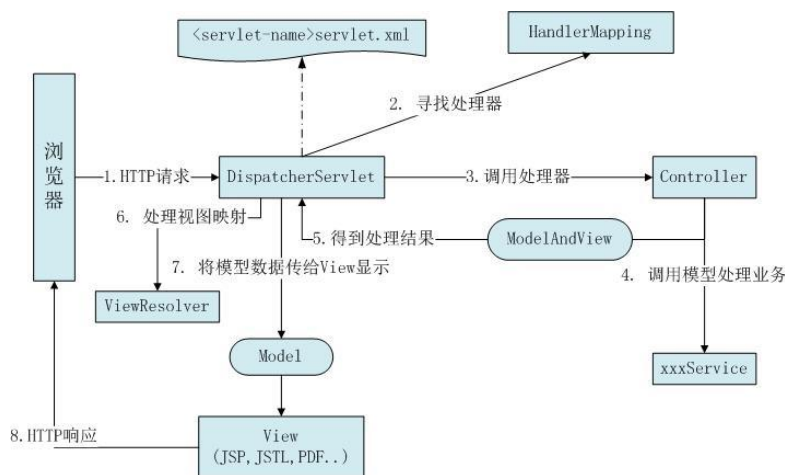 <servlet-name>servlet.xml
HandlerMapping
2. 寻找处理器
浏览器
1.HTTP请求
DispatcherServlet
3.调用处理器
Controller
6. 处理视图映射
5.得到处理结果
ModelAndView
7. 将模型数据传给View显示
4. 调用模型处理业务
ViewResolver
Model
xxxService
8.HTTP响应
View
(JSP,JSTL,PDF..)